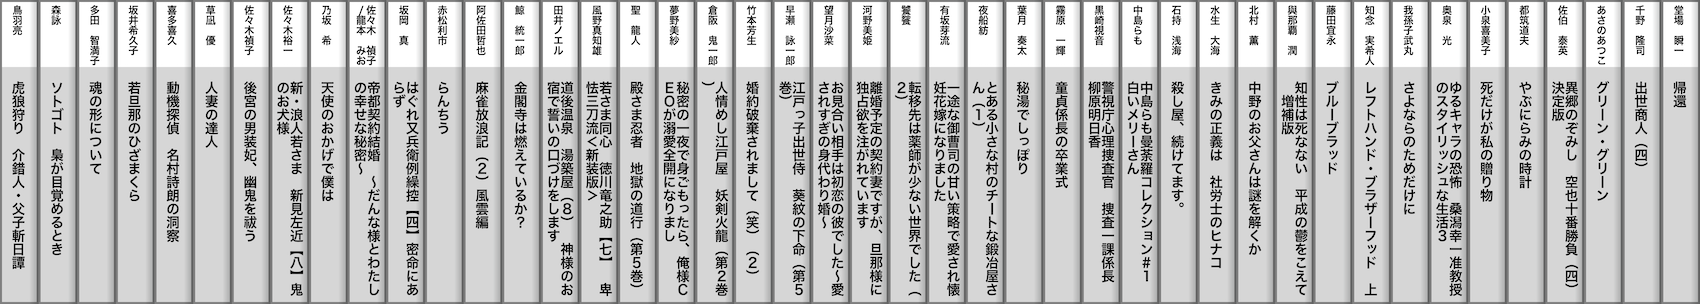 堂場　瞬一
帰還
千野　隆司
出世商人（四）
あさのあつこ
グリーン・グリーン
佐伯　泰英
異郷のぞみし　空也十番勝負（四）
決定版
都筑道夫
やぶにらみの時計
小泉喜美子
死だけが私の贈り物
奥泉　光
ゆるキャラの恐怖　桑潟幸一准教授
のスタイリッシュな生活３
我孫子武丸
さよならのためだけに
知念　実希人
レフトハンド・ブラザーフッド　上
藤田宜永
ブルーブラッド
與那覇　潤
知性は死なない　平成の鬱をこえて
増補版
北村　薫
中野のお父さんは謎を解くか
水生　大海
きみの正義は　社労士のヒナコ
石持　浅海
殺し屋、続けてます。
中島らも
中島らも曼荼羅コレクション＃１
白いメリーさん
黒崎視音
警視庁心理捜査官　捜査一課係長
柳原明日香
霧原　一輝
童貞係長の卒業式
葉月　奏太
秘湯でしっぽり
夜船紡
とある小さな村のチートな鍛冶屋さ
ん（１）
有坂芽流
一途な御曹司の甘い策略で愛され懐
妊花嫁になりました
饕餮
転移先は薬師が少ない世界でした（
２）
河野美姫
離婚予定の契約妻ですが、旦那様に
独占欲を注がれています
望月沙菜
お見合い相手は初恋の彼でした～愛
されすぎの身代わり婚～
早瀬　詠一郎
江戸っ子出世侍　葵紋の下命（第５
巻）
竹本芳生
婚約破棄されまして（笑）（２）
倉阪　鬼一郎
人情めし江戸屋　妖剣火龍（第２巻
）
夢野美紗
秘密の一夜で身ごもったら、俺様Ｃ
ＥＯが溺愛全開になりまし
聖　龍人
殿さま忍者　地獄の道行（第５巻）
風野真知雄
若さま同心　徳川竜之助【七】　卑
怯三刀流＜新装版＞
田井ノエル
道後温泉　湯築屋（８）　神様のお
宿で誓いの口づけをします
鯨　統一郎
金閣寺は燃えているか？
阿佐田哲也
麻雀放浪記（２）風雲編
赤松利市
らんちう
坂岡　真
はぐれ又兵衛例繰控【四】密命にあ
らず
佐々木　禎子
/龍本　みお
帝都契約結婚　～だんな様とわたし
の幸せな秘密～
乃坂　希
天使のおかげで僕は
佐々木裕一
新・浪人若さま　新見左近【八】鬼
のお犬様
佐々木禎子
後宮の男装妃、幽鬼を祓う
草凪　優
人妻の達人
喜多喜久
動機探偵　名村詩朗の洞察
坂井希久子
若旦那のひざまくら
多田　智満子
魂の形について
森詠
ソトゴト　梟が目覚めるとき
鳥羽亮
虎狼狩り　介錯人・父子斬日譚